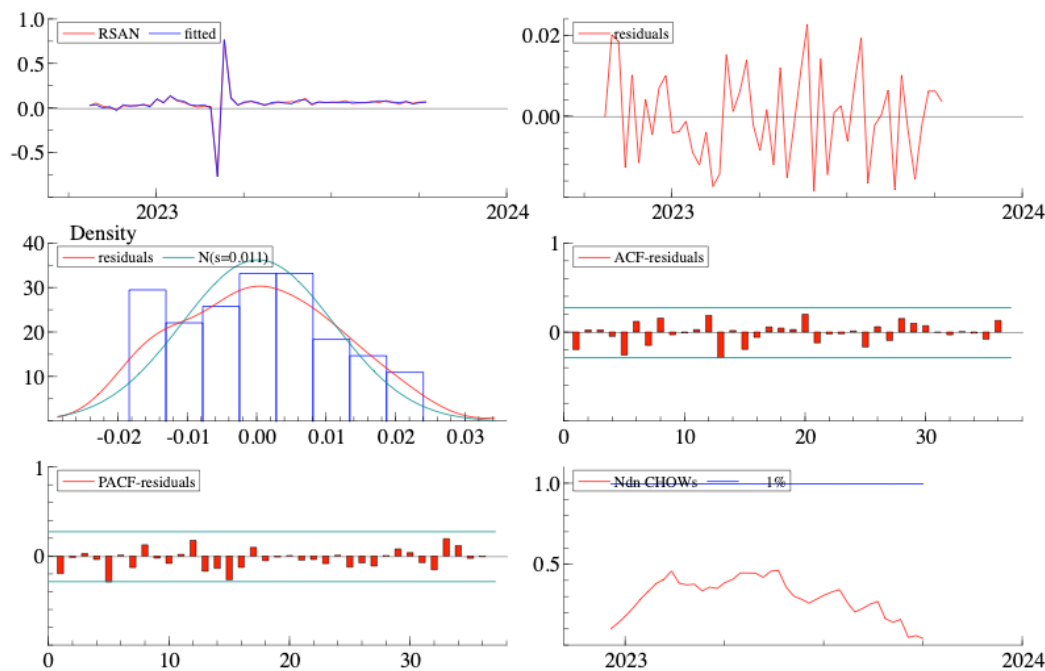 1.0
RSAN fitted
0.5
0.0
-0.5
2023 2024
residuals
0.02
0.00
2023 2024
Density
40
residuals N(s=0.011)
30
20
10
-0.02 -0.01 0.00 0.01 0.02 0.03
1
ACF-residuals
0
0 10 20 30
1
PACF-residuals
0
0 10 20 30
1.0
Ndn CHOWs 1%
0.5
2023 2024